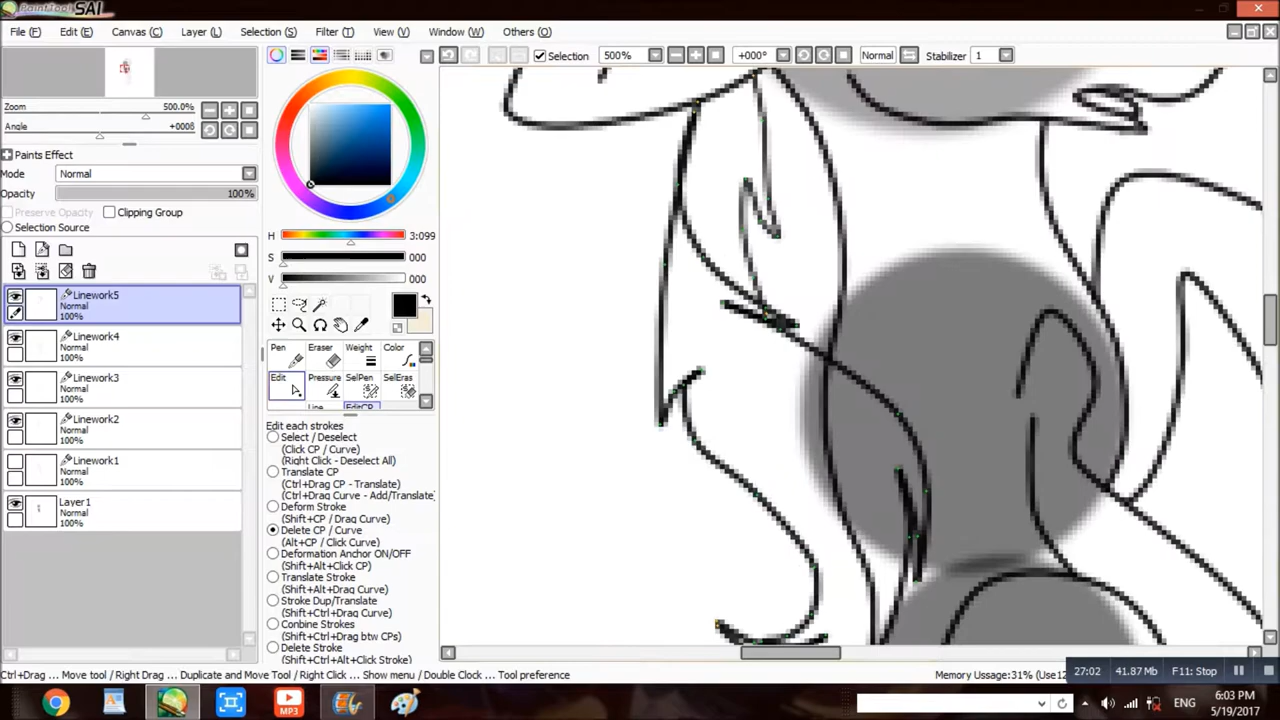 PaintTool SAI
File (F) Edit (E) Canvas (C) Layer (L) Selection (S) Filter (T) View (V) Window (W) Others (O)
Selection 500% +000° Normal Stabilizer 1
Zoom 500.0%
Angle +000ß
Paints Effect
Mode Normal
Opacity 100%
Preserve Opacity Clipping Group
Selection Source
H 3:099
S 000
V 000
Linework5
Normal
100%
Linework4
Normal
100%
Linework3
Normal
100%
Linework2
Normal
100%
Linework1
Normal
100%
Layer1
Normal
100%
Pen Eraser Weight Color
Edit Pressure SelPen SelEras
Line EditCP
Edit each strokes
Select / Deselect
(Click CP / Curve)
(Right Click - Deselect All)
Translate CP
(Ctrl+Drag CP - Translate)
(Ctrl+Drag Curve - Add/Translate)
Deform Stroke
(Shift+CP / Drag Curve)
Delete CP / Curve
(Alt+CP / Click Curve)
Deformation Anchor ON/OFF
(Shift+Alt+Click CP)
Translate Stroke
(Shift+Alt+Drag Curve)
Stroke Dup/Translate
(Shift+Ctrl+Drag Curve)
Combine Strokes
(Shift+Ctrl+Drag btw CPs)
Delete Stroke
(Shift+Ctrl+Alt+Click Stroke)
Ctrl+Drag ... Move tool / Right Drag ... Duplicate and Move Tool / Right Click ... Show menu / Double Clock ... Tool preference
Memory Usage:31% (Use12
27:02 41.87 Mb F11: Stop
MP3
ENG
6:03 PM
5/19/2017